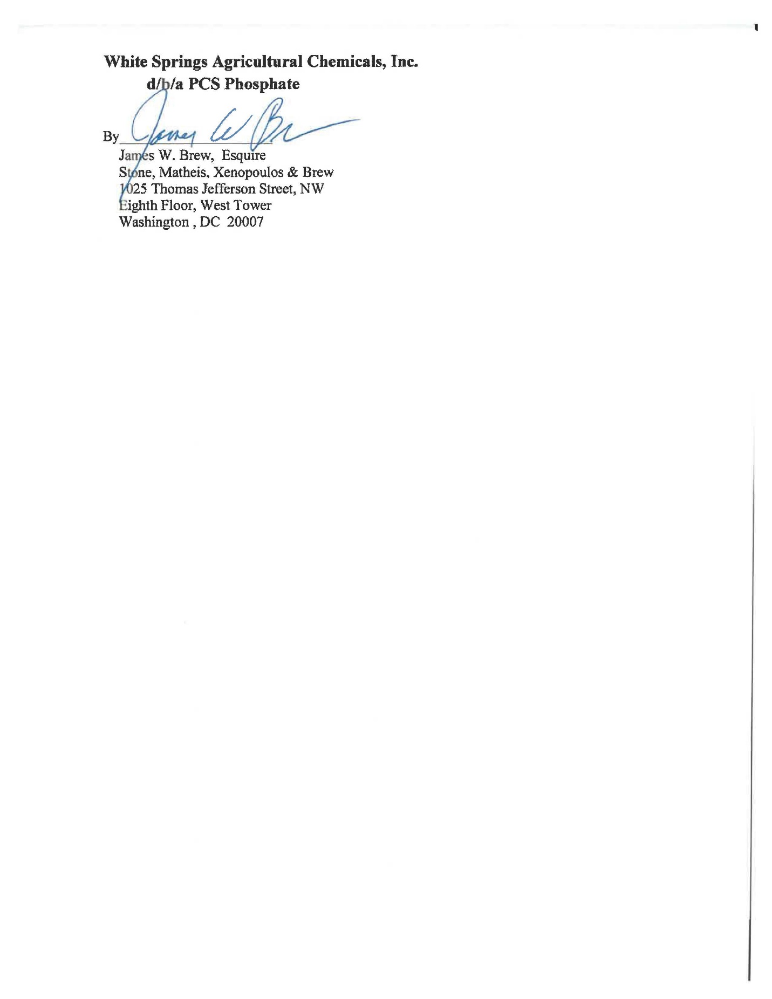 White Springs Agricultural Chemicals, Inc.
d/b/a PCS Phosphate
James W Br
By
James W. Brew, Esquire
Stone, Matheis, Xenopoulos & Brew
1025 Thomas Jefferson Street, NW
Eighth Floor, West Tower
Washington , DC 20007